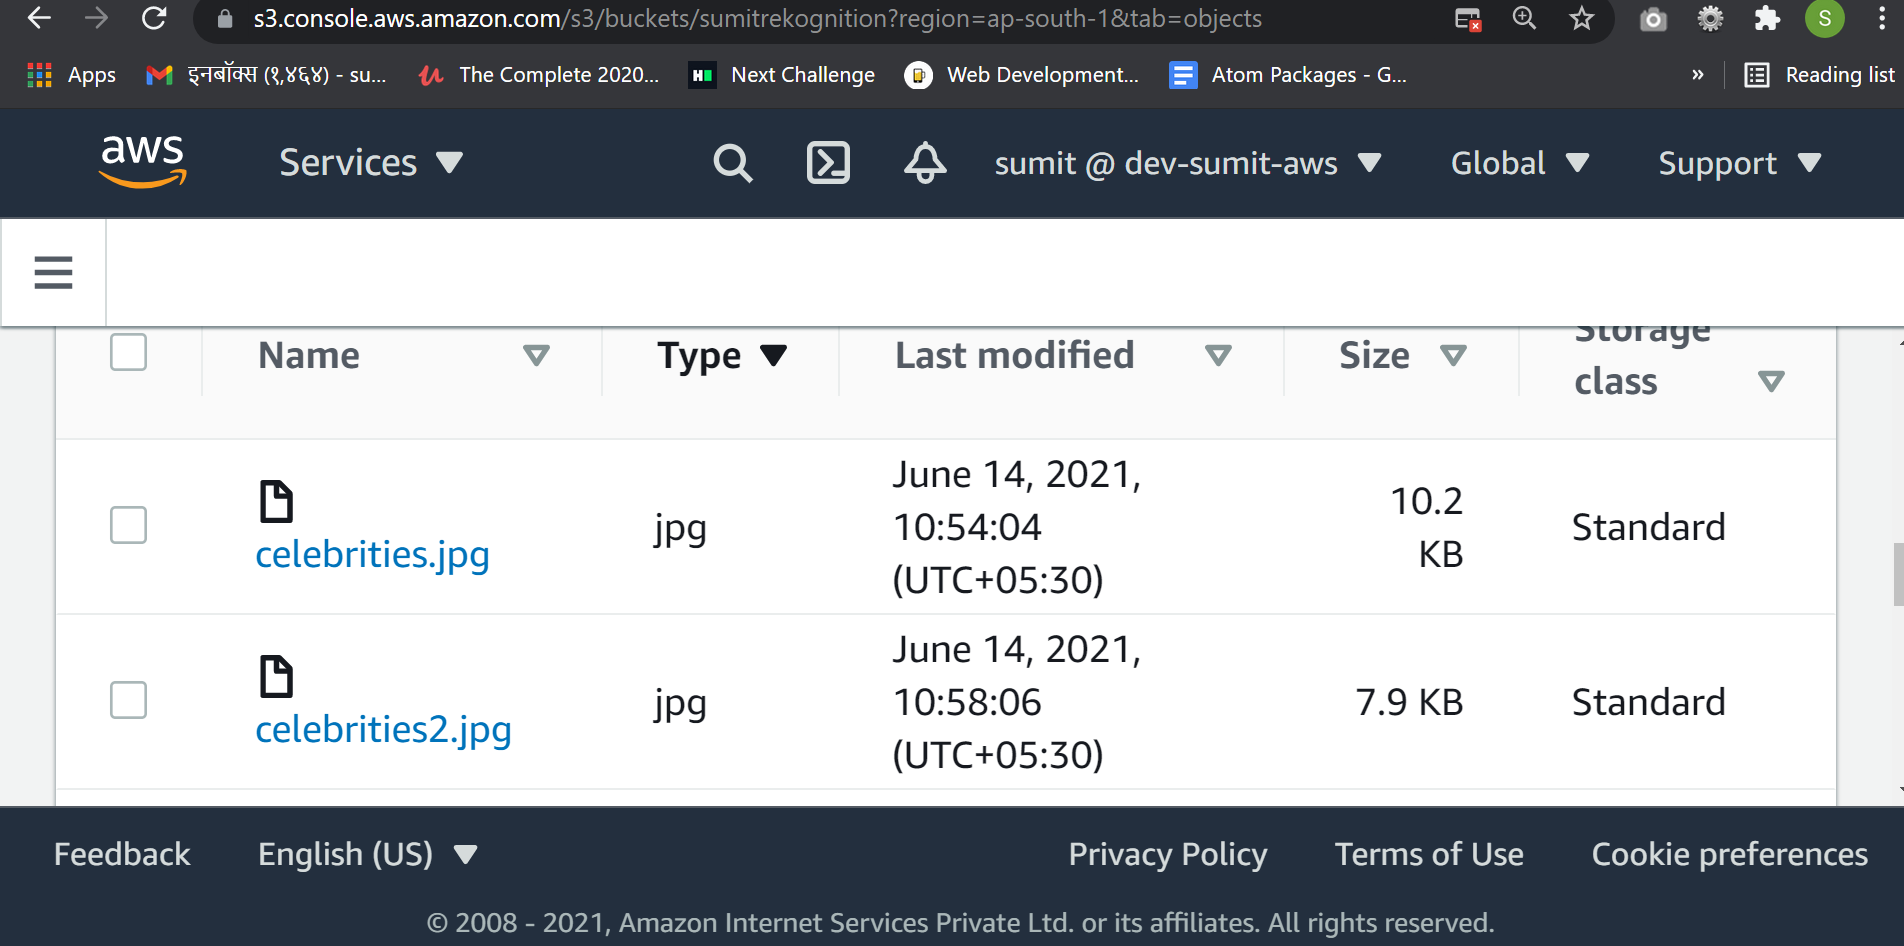 s3.console.aws.amazon.com/s3/buckets/sumitrekognition?region=ap-south-1&tab=objects
S
Apps इनबॉक्स (१,४६४) - su... The Complete 2020... Next Challenge Web Development... Atom Packages - G... » Reading list
aws Services sumit @ dev-sumit-aws Global Support
Name Type Last modified Size Storage class
celebrities.jpg jpg June 14, 2021, 10:54:04 (UTC+05:30) 10.2 KB Standard
celebrities2.jpg jpg June 14, 2021, 10:58:06 (UTC+05:30) 7.9 KB Standard
Feedback English (US) Privacy Policy Terms of Use Cookie preferences
© 2008 - 2021, Amazon Internet Services Private Ltd. or its affiliates. All rights reserved.